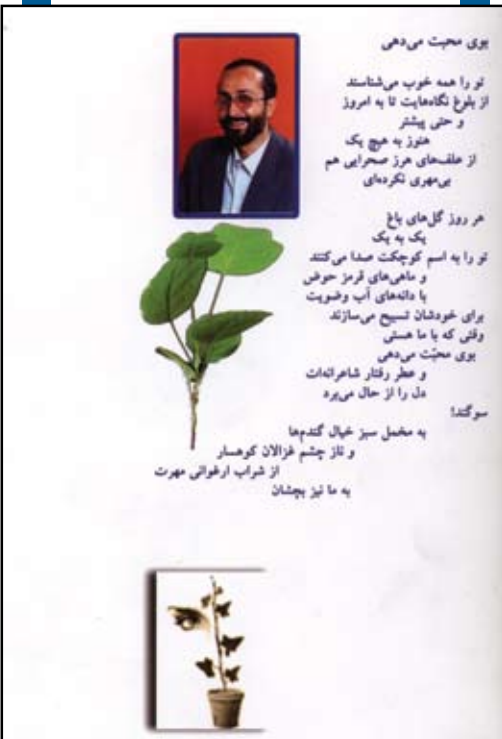 بوی محبت می‌دهی
تو را همه خوب می‌شناسند
از بلوغ نگاه‌هایت تا به امروز
و حتی پیشتر
هنوز به هیچ یک
از علف‌های هرز صحرایی هم
بی‌مهری نکرده‌ای
هر روز گل‌های باغ
یک به یک
تو را به اسم کوچکت صدا می‌کنند
و ماهی‌های قرمز حوض
با دانه‌های آب وضویت
برای خودشان تسبیح می‌سازند
وقتی که با ما هستی
بوی محبّت می‌دهی
و عطر رفتار شاعرانه‌ات
دل را از حال می‌برد
سوگند!
به مخمل سبز خیال گندم‌ها
و ناز چشم غزالان کوهسار
از شراب ارغوانی مهرت
به ما نیز بچشان